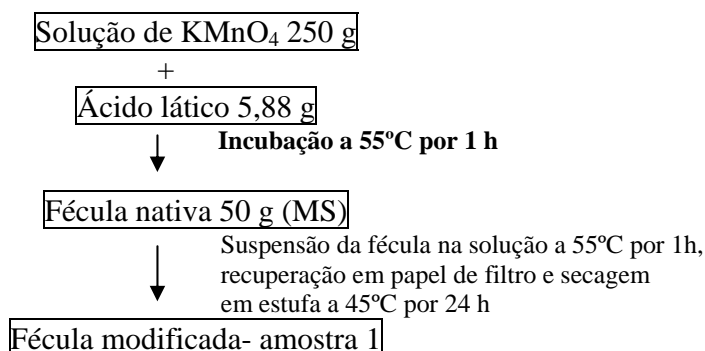 Solução de KMnO₄ 250 g
+
Ácido lático 5,88 g
Incubação a 55ºC por 1 h
Fécula nativa 50 g (MS)
Suspensão da fécula na solução a 55ºC por 1h,
recuperação em papel de filtro e secagem
em estufa a 45ºC por 24 h
Fécula modificada- amostra 1